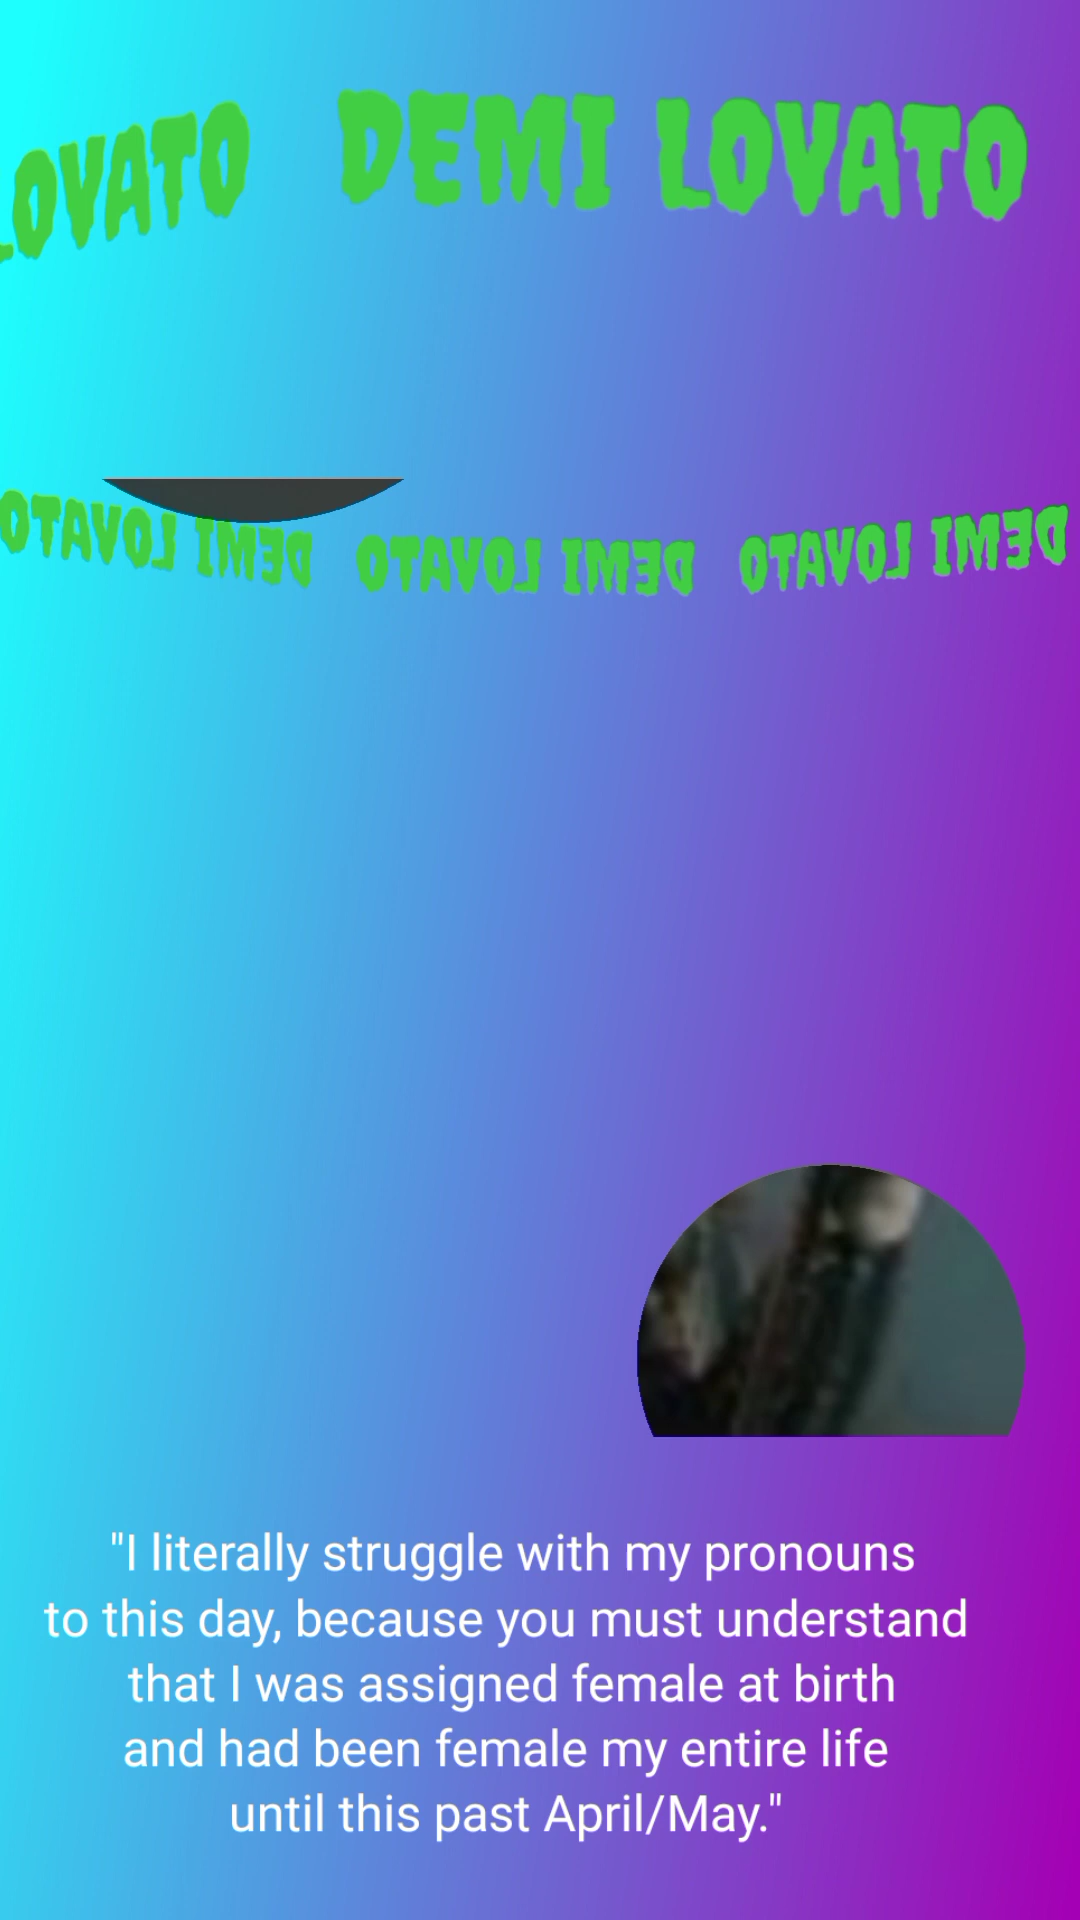 LOVATO DEMI LOVATO
DEMI LOVATO DEMI LOVATO DEMI LOVATO
"I literally struggle with my pronouns
to this day, because you must understand
that I was assigned female at birth
and had been female my entire life
until this past April/May."